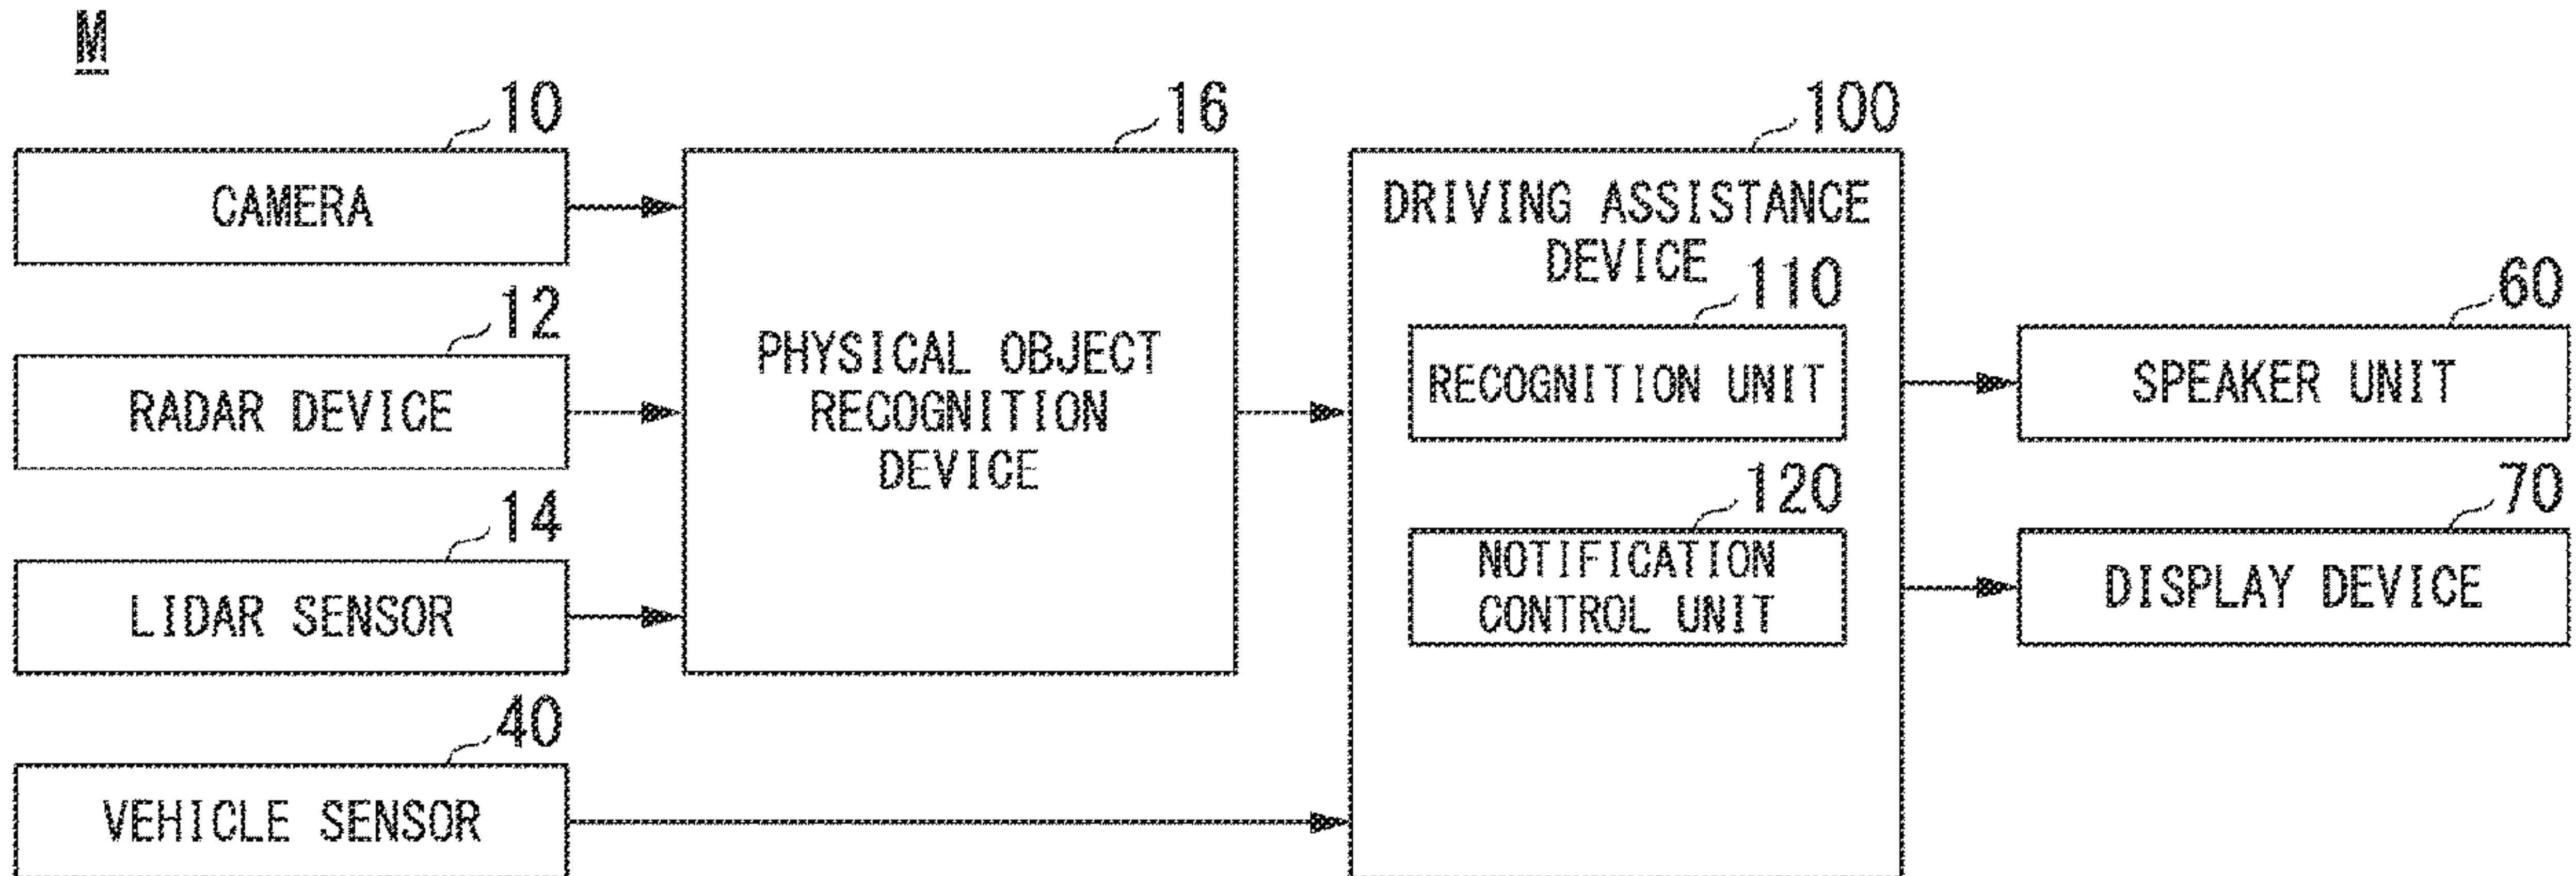 M
10
CAMERA
12
RADAR DEVICE
14
LIDAR SENSOR
40
VEHICLE SENSOR
16
PHYSICAL OBJECT
RECOGNITION
DEVICE
100
DRIVING ASSISTANCE
DEVICE
110
RECOGNITION UNIT
120
NOTIFICATION
CONTROL UNIT
60
SPEAKER UNIT
70
DISPLAY DEVICE